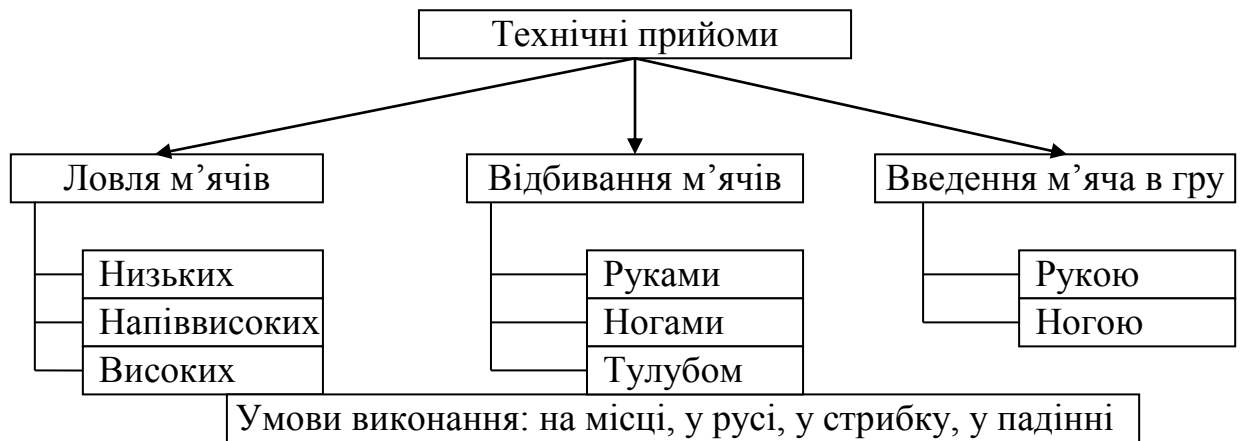 Технічні прийоми
Ловля м’ячів
Відбивання м’ячів
Введення м’яча в гру
Низьких
Напіввисоких
Високих
Руками
Ногами
Тулубом
Рукою
Ногою
Умови виконання: на місці, у русі, у стрибку, у падінні